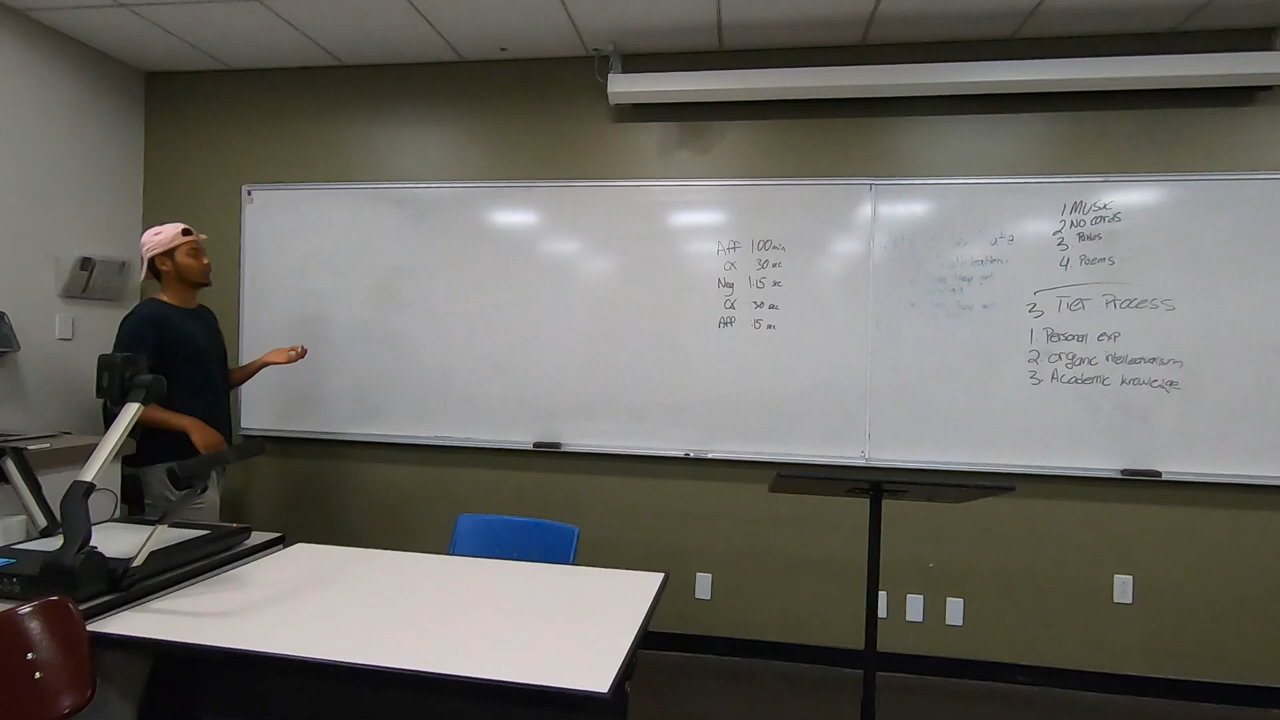 Aff 1:00 min
CX 30 sec
Neg 1:15 sec
CX :30 sec
Aff :15 sec
1 MUSIC
2 NO cards
3
4. Poems
3 Tier Process
1. Personal exp
2. organic intellectualism
3. Academic knowledge